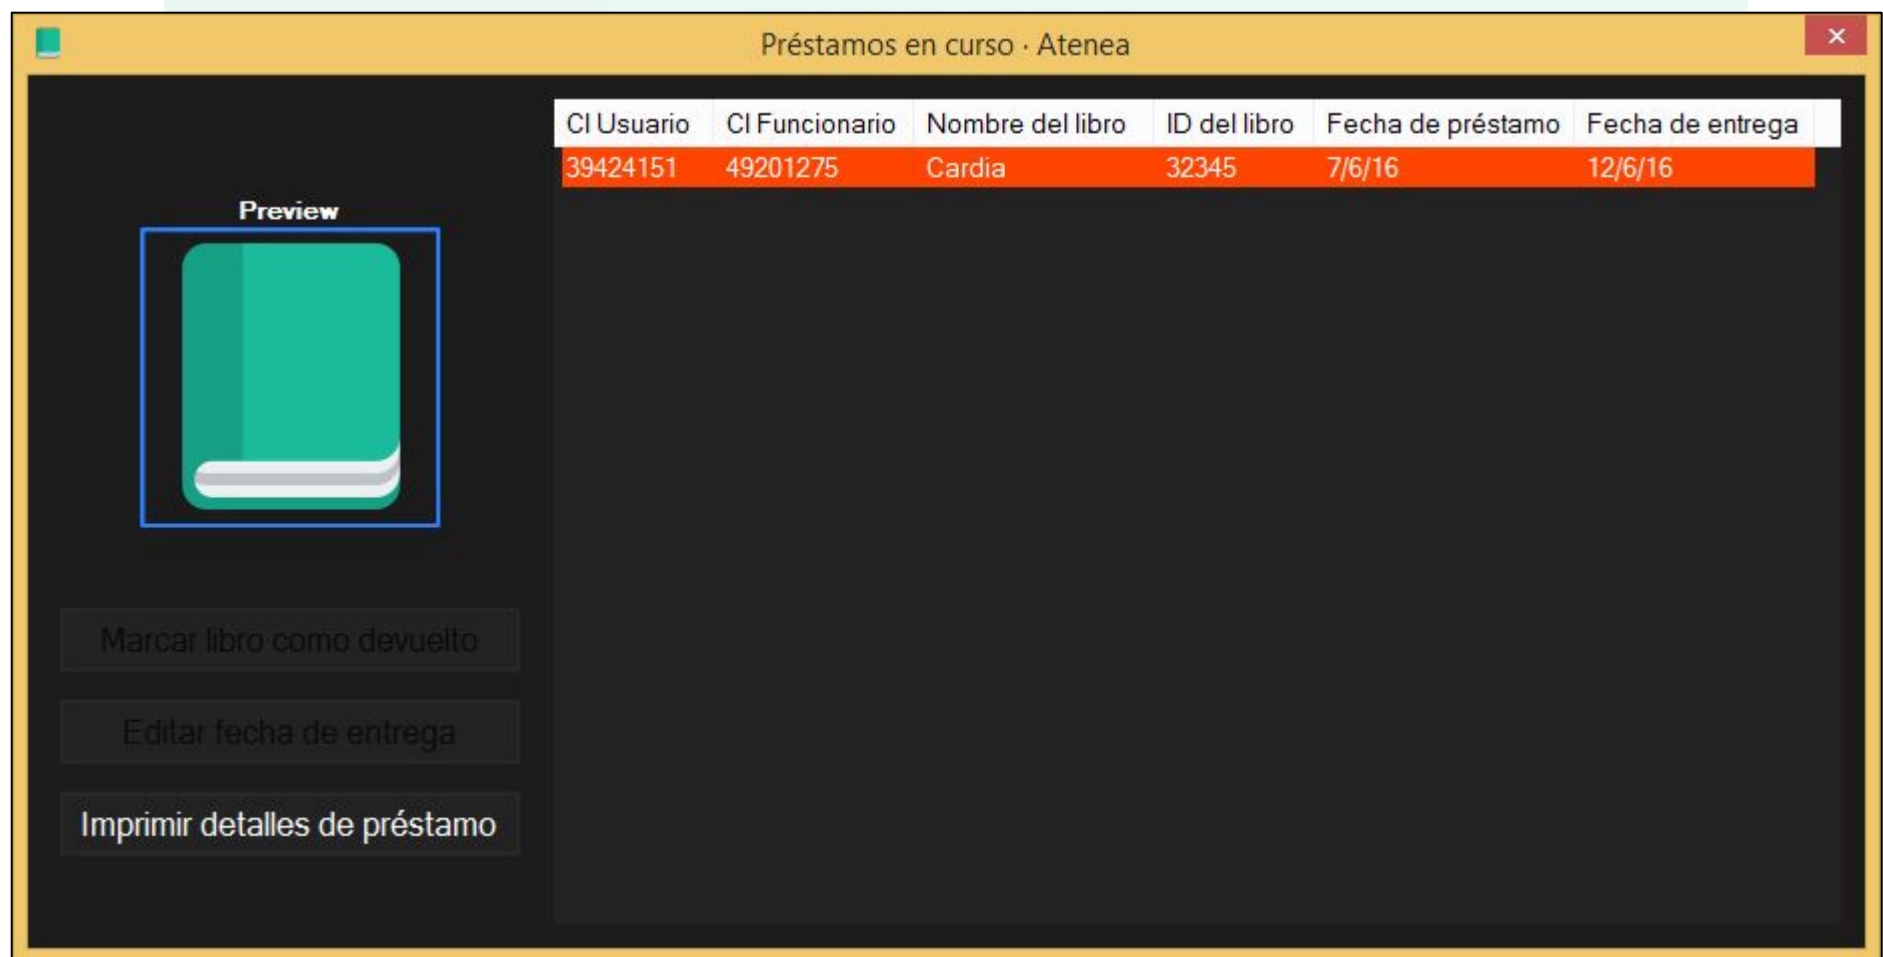 Préstamos en curso · Atenea
CI Usuario CI Funcionario Nombre del libro ID del libro Fecha de préstamo Fecha de entrega
39424151 49201275 Cardia 32345 7/6/16 12/6/16
Preview
Marcar libro como devuelto
Editar fecha de entrega
Imprimir detalles de préstamo